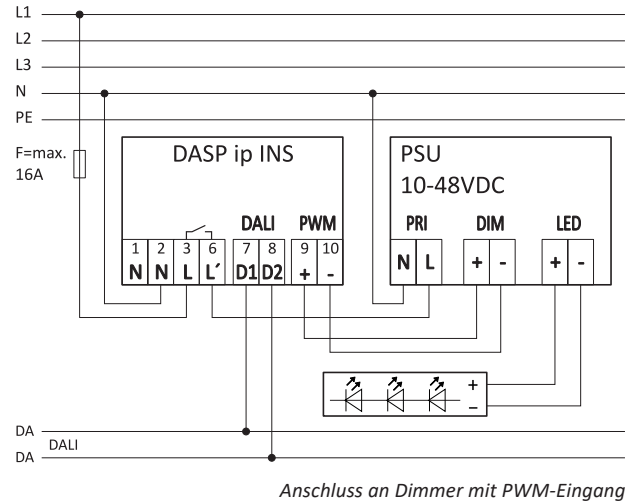 L1
L2
L3
N
PE
F=max.
16A
DASP ip INS
DALI PWM
1 2 3 6 7 8 9 10
N N L L´ D1 D2 + -
PSU
10-48VDC
PRI DIM LED
N L + - + -
+
–
DA
DALI
DA
Anschluss an Dimmer mit PWM-Eingang